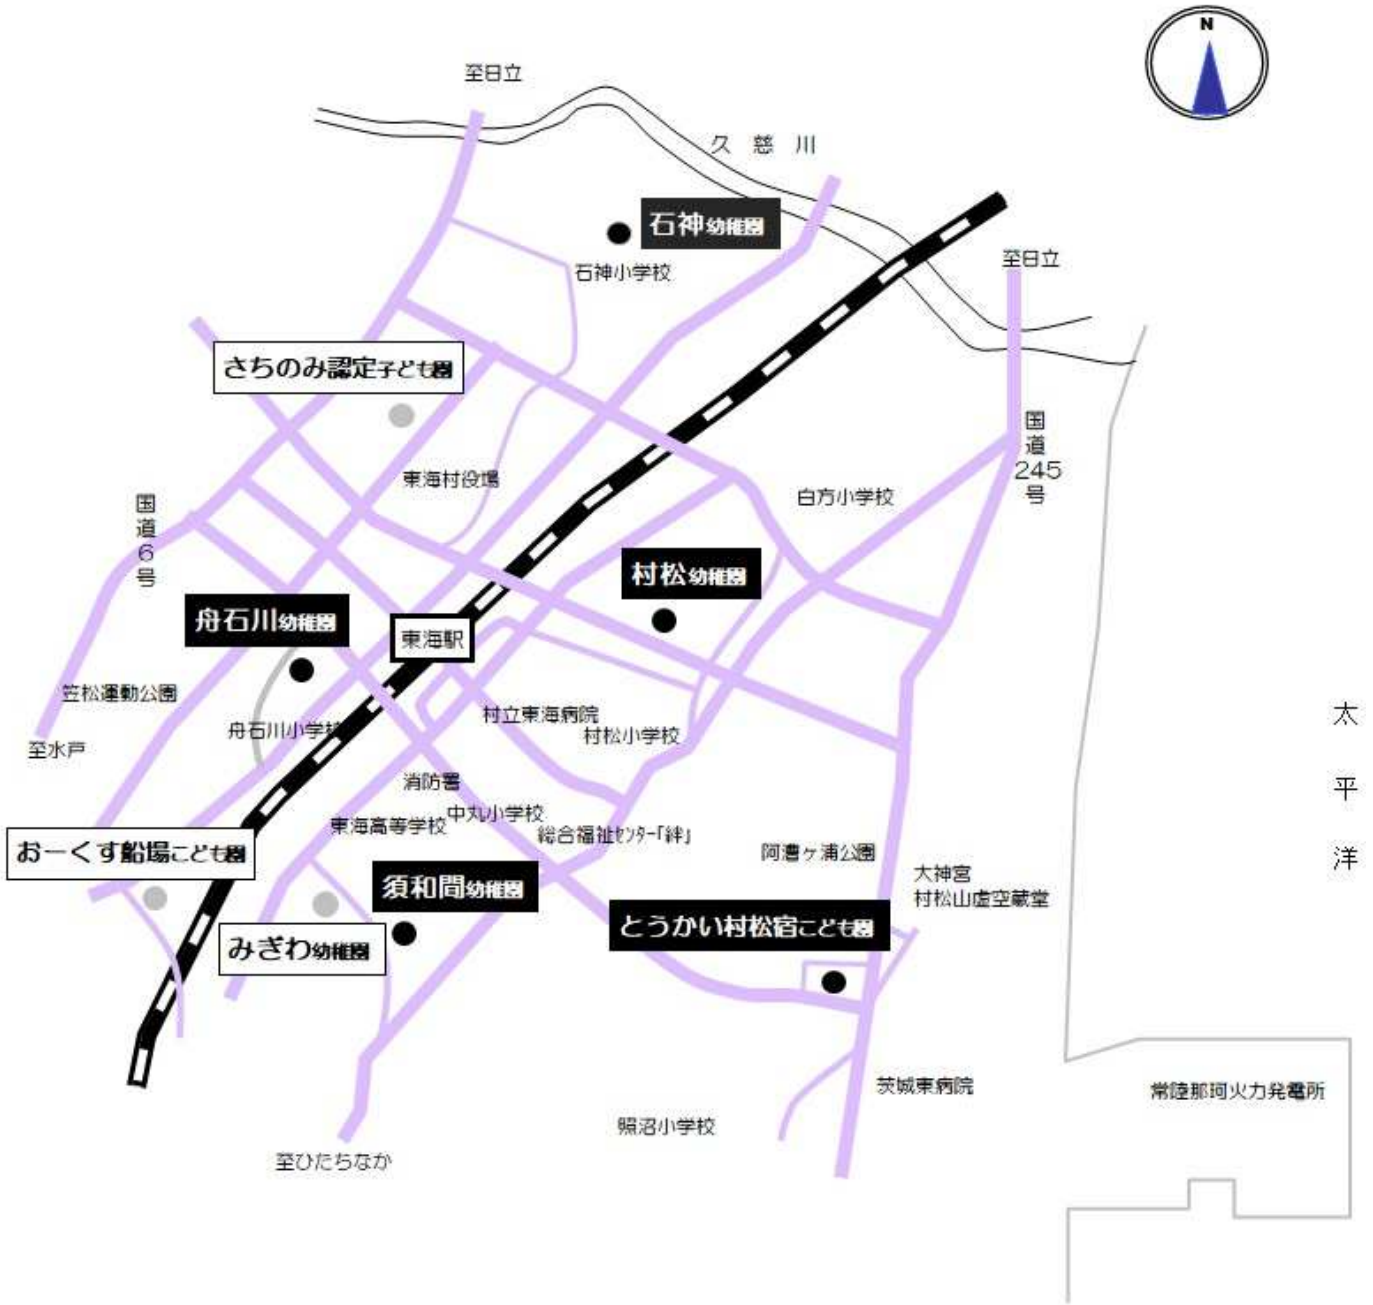 N
至日立
久慈川
石神幼稚園
石神小学校
至日立
さちのみ認定子ども園
国道245号
東海村役場
白方小学校
国道6号
村松幼稚園
舟石川幼稚園
東海駅
笠松運動公園
村立東海病院
太平洋
舟石川小学校
村松小学校
至水戸
消防署
中丸小学校
東海高等学校
総合福祉センター「絆」
おーくす船場こども園
阿漕ヶ浦公園
大神宮
村松山虚空蔵堂
須和間幼稚園
とうかい村松宿こども園
みぎわ幼稚園
茨城東病院
常陸那珂火力発電所
照沼小学校
至ひたちなか